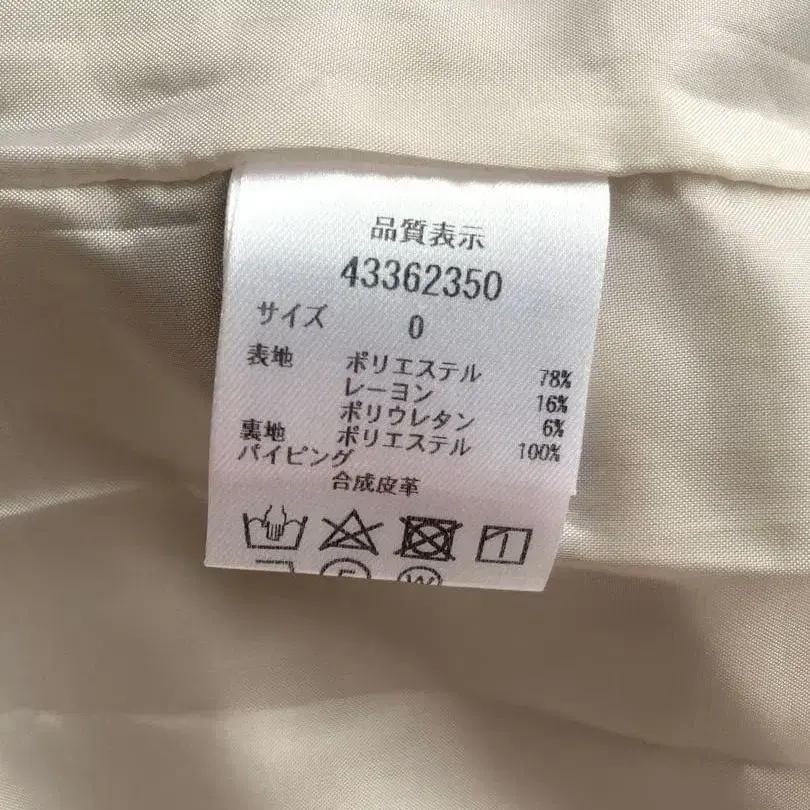 品質表示
43362350
サイズ 0
表地 ポリエステル 78%
レーヨン 16%
ポリウレタン 6%
裏地 ポリエステル 100%
パイピング
合成皮革